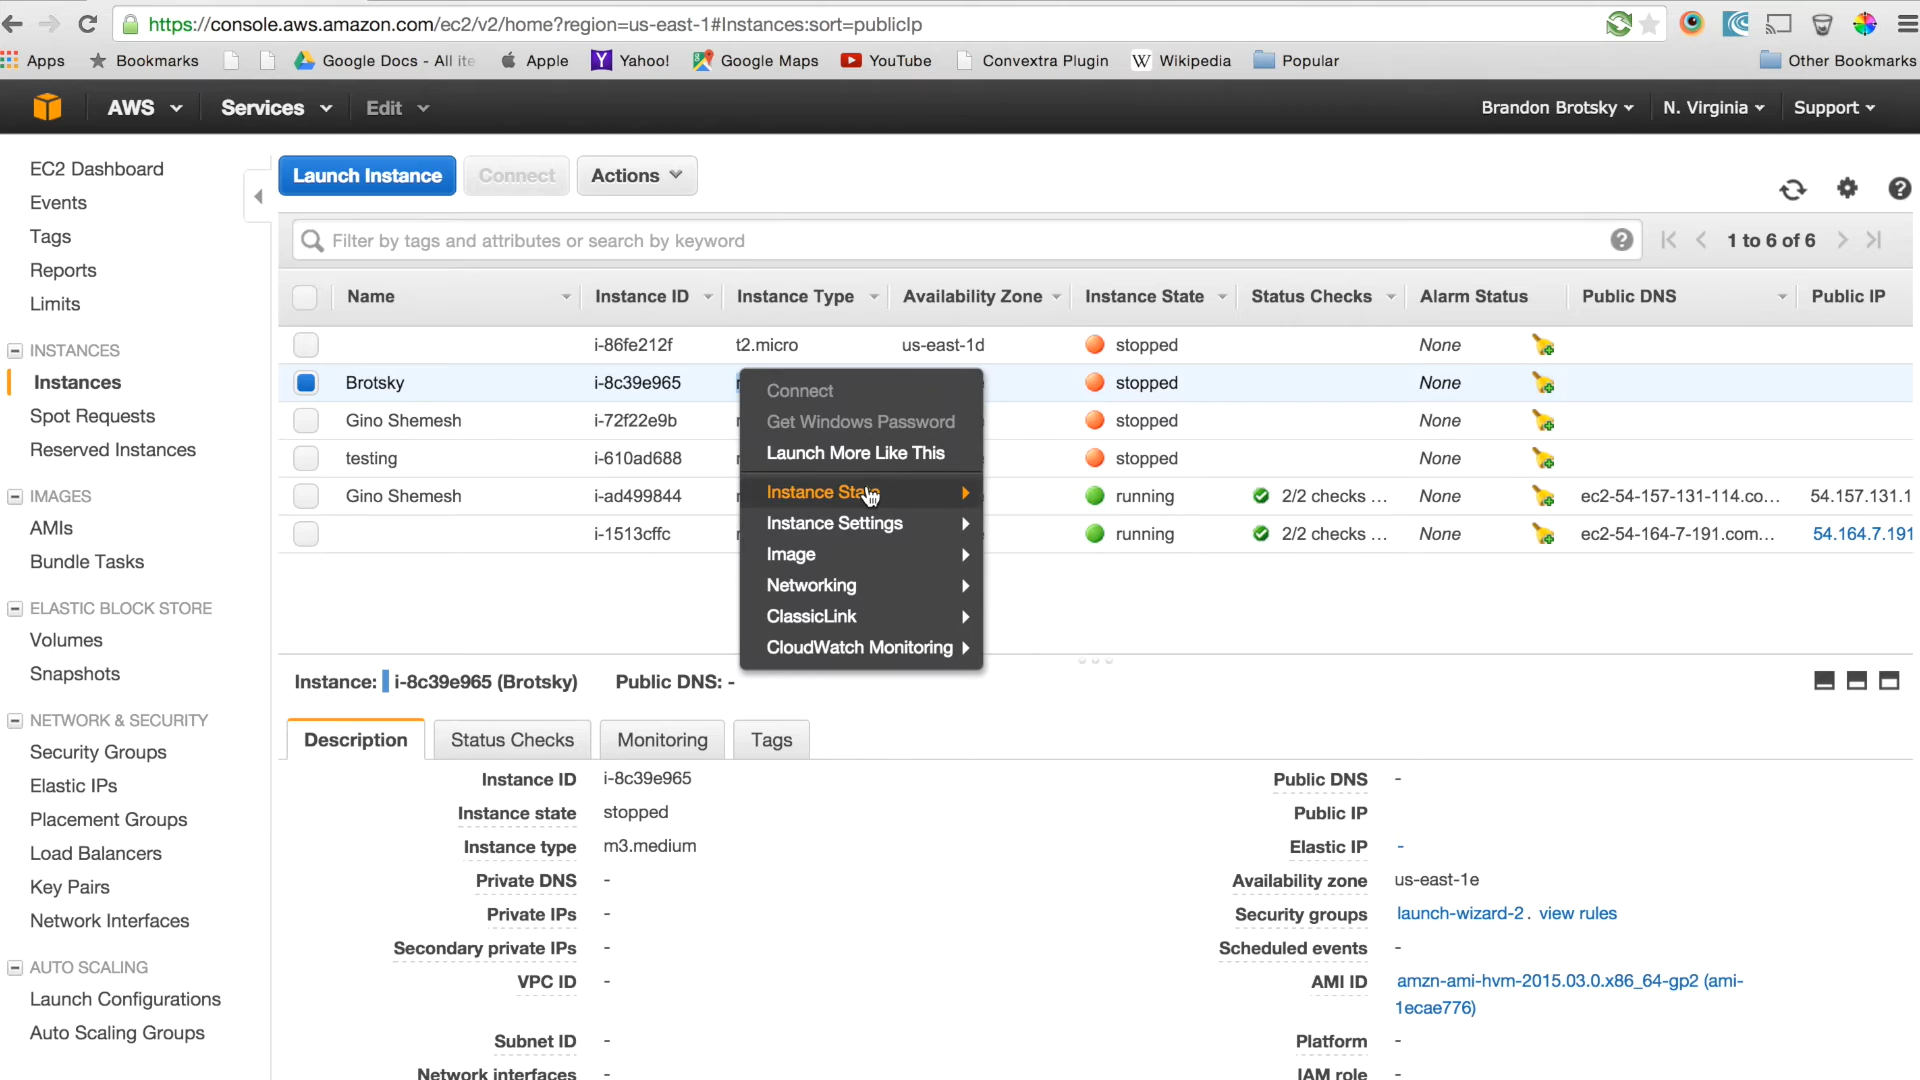 https://console.aws.amazon.com/ec2/v2/home?region=us-east-1#Instances:sort=publicIp
Apps Bookmarks Google Docs - All ite Apple Yahoo! Google Maps YouTube Convextra Plugin Wikipedia Popular Other Bookmarks
AWS Services Edit Brandon Brotsky N. Virginia Support
EC2 Dashboard
Events
Tags
Reports
Limits
INSTANCES
Instances
Spot Requests
Reserved Instances
IMAGES
AMIs
Bundle Tasks
ELASTIC BLOCK STORE
Volumes
Snapshots
NETWORK & SECURITY
Security Groups
Elastic IPs
Placement Groups
Load Balancers
Key Pairs
Network Interfaces
AUTO SCALING
Launch Configurations
Auto Scaling Groups
Launch Instance Connect Actions
Filter by tags and attributes or search by keyword 1 to 6 of 6
Name Instance ID Instance Type Availability Zone Instance State Status Checks Alarm Status Public DNS Public IP
i-86fe212f t2.micro us-east-1d stopped None
Brotsky i-8c39e965 stopped None
Gino Shemesh i-72f22e9b stopped None
testing i-610ad688 stopped None
Gino Shemesh i-ad499844 running 2/2 checks ... None ec2-54-157-131-114.co... 54.157.131.1
i-1513cffc running 2/2 checks ... None ec2-54-164-7-191.com... 54.164.7.191
Connect
Get Windows Password
Launch More Like This
Instance State
Instance Settings
Image
Networking
ClassicLink
CloudWatch Monitoring
Instance: i-8c39e965 (Brotsky) Public DNS: -
Description Status Checks Monitoring Tags
Instance ID i-8c39e965 Public DNS -
Instance state stopped Public IP
Instance type m3.medium Elastic IP -
Private DNS - Availability zone us-east-1e
Private IPs - Security groups launch-wizard-2. view rules
Secondary private IPs - Scheduled events -
VPC ID - AMI ID amzn-ami-hvm-2015.03.0.x86_64-gp2 (ami-
1ecae776)
Subnet ID - Platform -
Network interfaces - IAM role -